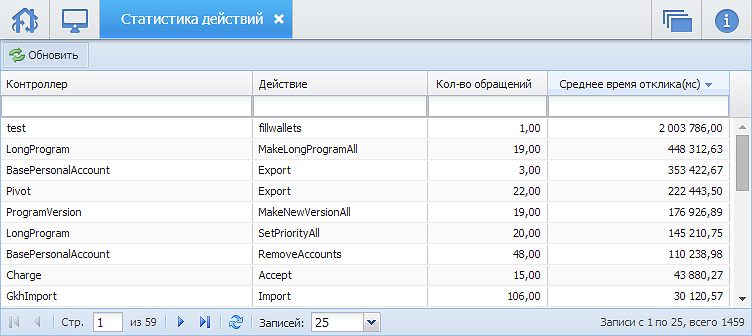 Статистика действий
Обновить
Контроллер Действие Кол-во обращений Среднее время отклика(мс)
test fillwallets 1,00 2 003 786,00
LongProgram MakeLongProgramAll 19,00 448 312,63
BasePersonalAccount Export 3,00 353 422,67
Pivot Export 22,00 222 443,50
ProgramVersion MakeNewVersionAll 19,00 176 926,89
LongProgram SetPriorityAll 20,00 145 210,75
BasePersonalAccount RemoveAccounts 48,00 110 238,98
Charge Accept 15,00 43 880,27
GkhImport Import 106,00 30 120,57
Стр. 1 из 59 Записей: 25 Записи с 1 по 25, всего 1459